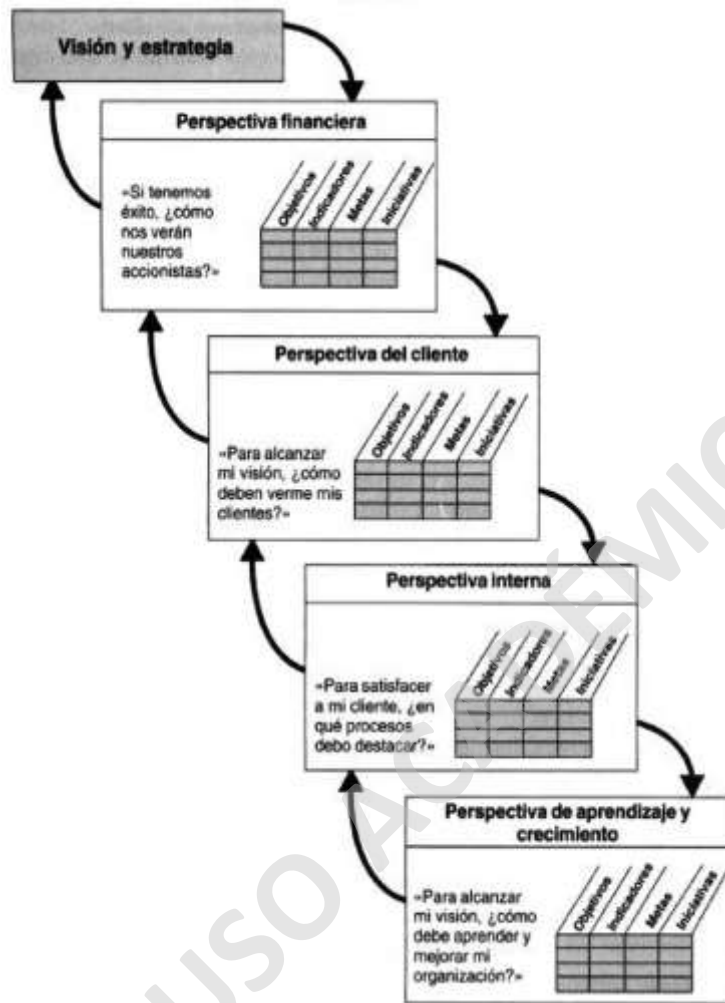 Visión y estrategia
Perspectiva financiera
«Si tenemos
éxito, ¿cómo
nos verán
nuestros
accionistas?»
Objetivos
Indicadores
Metas
Iniciativas
Perspectiva del cliente
«Para alcanzar
mi visión, ¿cómo
deben verme mis
clientes?»
Objetivos
Indicadores
Metas
Iniciativas
Perspectiva interna
«Para satisfacer
a mi cliente, ¿en
qué procesos
debo destacar?»
Objetivos
Indicadores
Metas
Iniciativas
Perspectiva de aprendizaje y
crecimiento
«Para alcanzar
mi visión, ¿cómo
debe aprender y
mejorar mi
organización?»
Objetivos
Indicadores
Metas
Iniciativas
USO ACADÉMIC